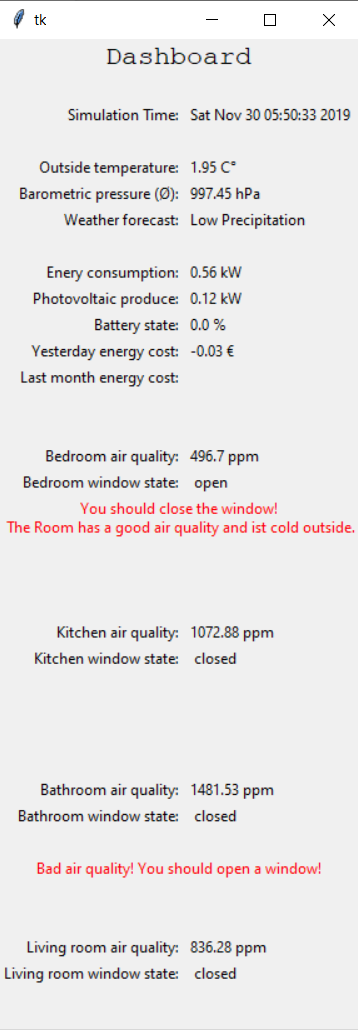 tk
Dashboard
Simulation Time: Sat Nov 30 05:50:33 2019
Outside temperature: 1.95 C°
Barometric pressure (Ø): 997.45 hPa
Weather forecast: Low Precipitation
Enery consumption: 0.56 kW
Photovoltaic produce: 0.12 kW
Battery state: 0.0 %
Yesterday energy cost: -0.03 €
Last month energy cost:
Bedroom air quality: 496.7 ppm
Bedroom window state: open
You should close the window!
The Room has a good air quality and ist cold outside.
Kitchen air quality: 1072.88 ppm
Kitchen window state: closed
Bathroom air quality: 1481.53 ppm
Bathroom window state: closed
Bad air quality! You should open a window!
Living room air quality: 836.28 ppm
Living room window state: closed